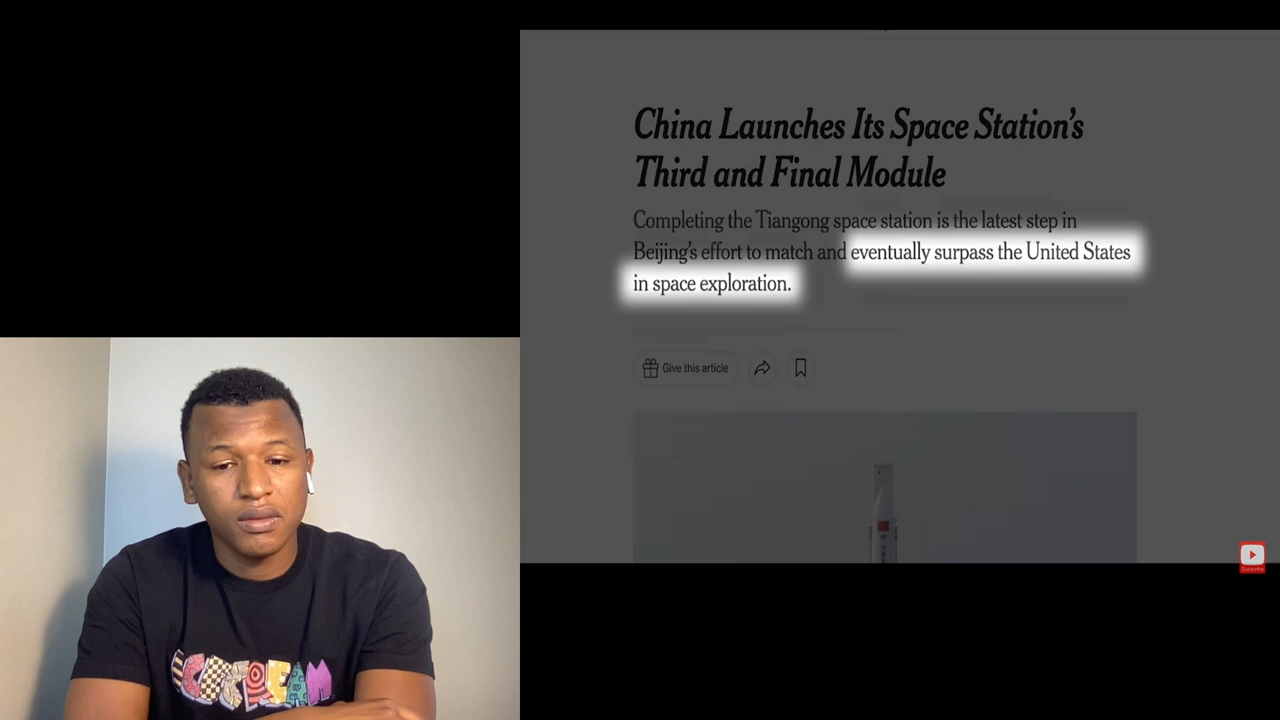 China Launches Its Space Station's
Third and Final Module
Completing the Tiangong space station is the latest step in
Beijing's effort to match and eventually surpass the United States
in space exploration.
Give this article
Subscribe